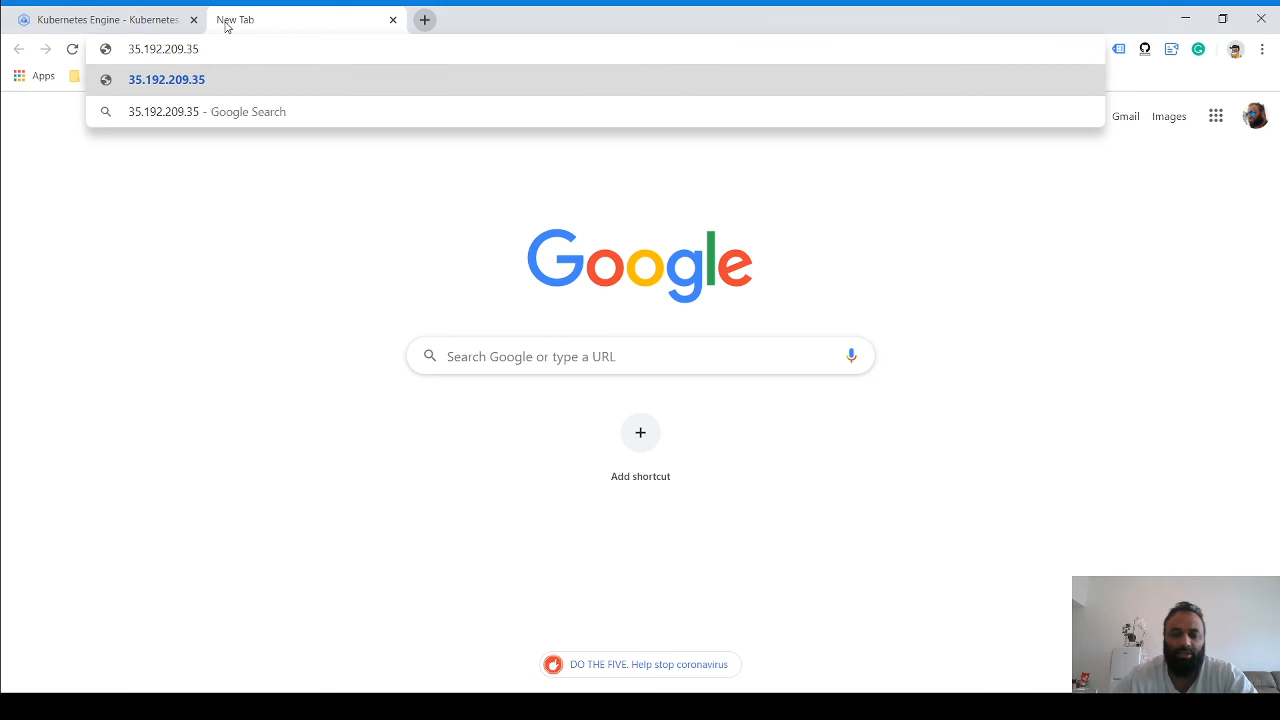 Kubernetes Engine - Kubernetes
New Tab
35.192.209.35
Apps
35.192.209.35
35.192.209.35 - Google Search
Gmail
Images
Google
Search Google or type a URL
Add shortcut
DO THE FIVE. Help stop coronavirus